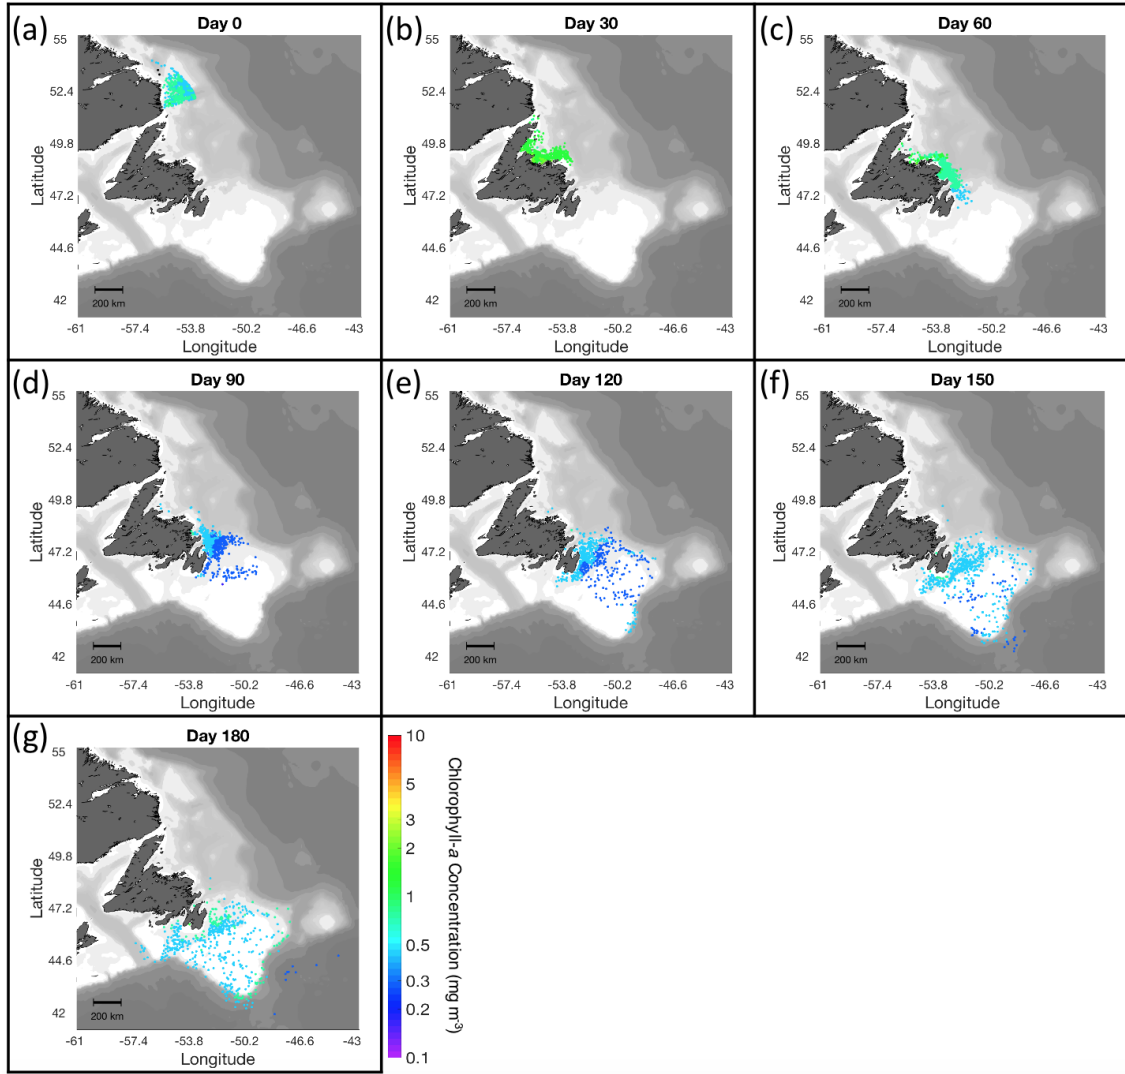 (a)
Day 0
55
52.4
49.8
47.2
44.6
42
Latitude
200 km
-61 -57.4 -53.8 -50.2 -46.6 -43
Longitude
(b)
Day 30
55
52.4
49.8
47.2
44.6
42
Latitude
200 km
-61 -57.4 -53.8 -50.2 -46.6 -43
Longitude
(c)
Day 60
55
52.4
49.8
47.2
44.6
42
Latitude
200 km
-61 -57.4 -53.8 -50.2 -46.6 -43
Longitude
(d)
Day 90
55
52.4
49.8
47.2
44.6
42
Latitude
200 km
-61 -57.4 -53.8 -50.2 -46.6 -43
Longitude
(e)
Day 120
55
52.4
49.8
47.2
44.6
42
Latitude
200 km
-61 -57.4 -53.8 -50.2 -46.6 -43
Longitude
(f)
Day 150
55
52.4
49.8
47.2
44.6
42
Latitude
200 km
-61 -57.4 -53.8 -50.2 -46.6 -43
Longitude
(g)
Day 180
55
52.4
49.8
47.2
44.6
42
Latitude
200 km
-61 -57.4 -53.8 -50.2 -46.6 -43
Longitude
10
5
3
2
1
0.5
0.3
0.2
0.1
Chlorophyll-a Concentration (mg m⁻³)